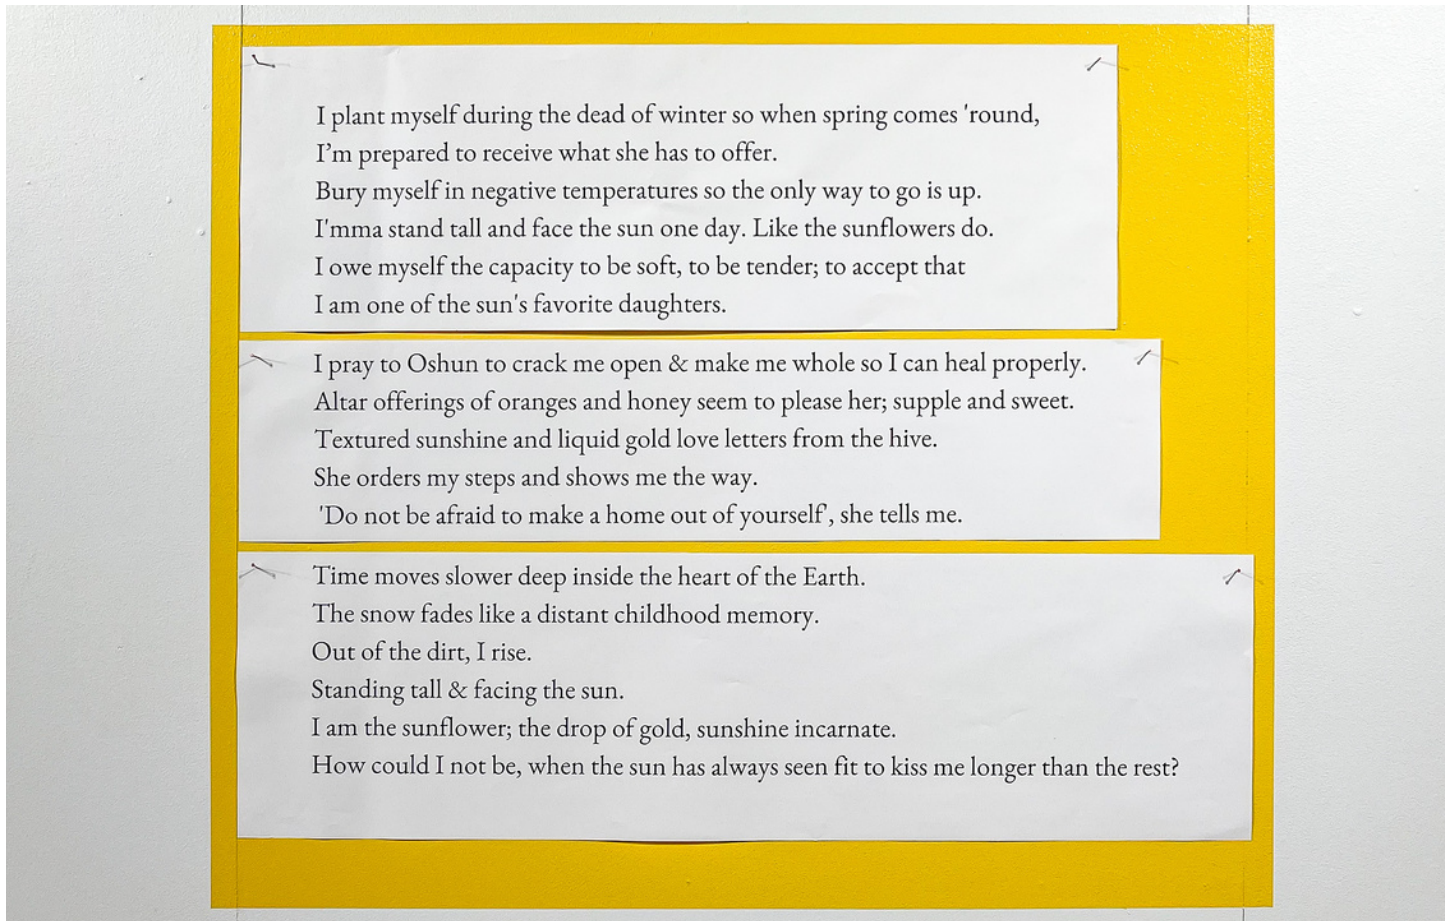 I plant myself during the dead of winter so when spring comes 'round,
I’m prepared to receive what she has to offer.
Bury myself in negative temperatures so the only way to go is up.
I'mma stand tall and face the sun one day. Like the sunflowers do.
I owe myself the capacity to be soft, to be tender; to accept that
I am one of the sun's favorite daughters.
I pray to Oshun to crack me open & make me whole so I can heal properly.
Altar offerings of oranges and honey seem to please her; supple and sweet.
Textured sunshine and liquid gold love letters from the hive.
She orders my steps and shows me the way.
'Do not be afraid to make a home out of yourself', she tells me.
Time moves slower deep inside the heart of the Earth.
The snow fades like a distant childhood memory.
Out of the dirt, I rise.
Standing tall & facing the sun.
I am the sunflower; the drop of gold, sunshine incarnate.
How could I not be, when the sun has always seen fit to kiss me longer than the rest?